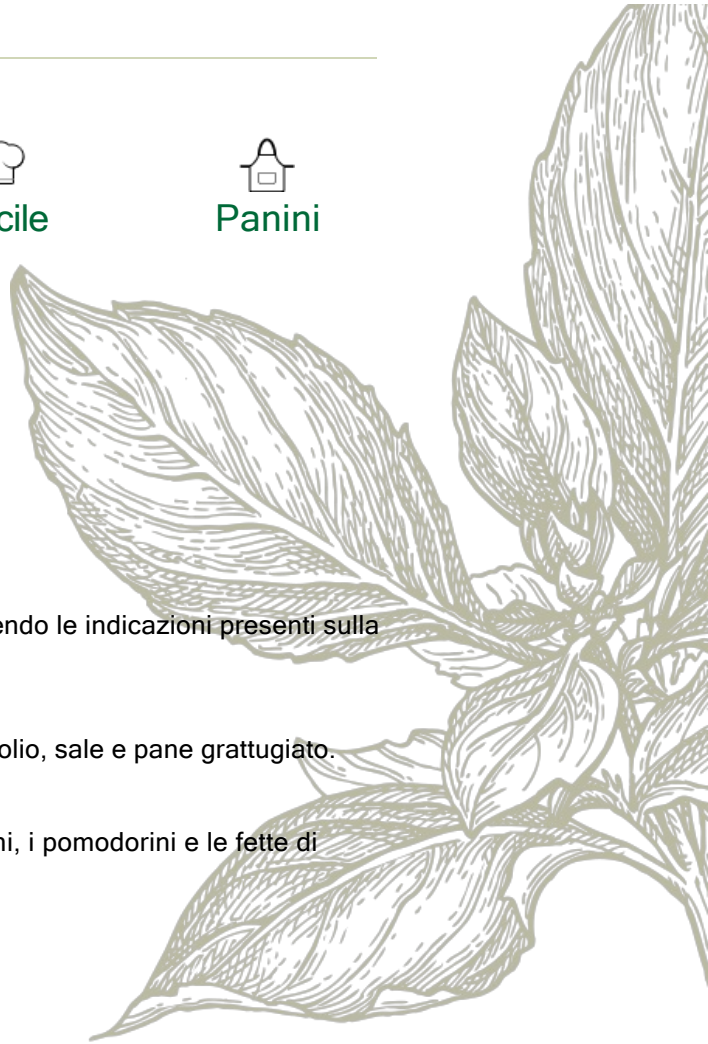 cile
Panini
endo le indicazioni presenti sulla
olio, sale e pane grattugiato.
ni, i pomodorini e le fette di